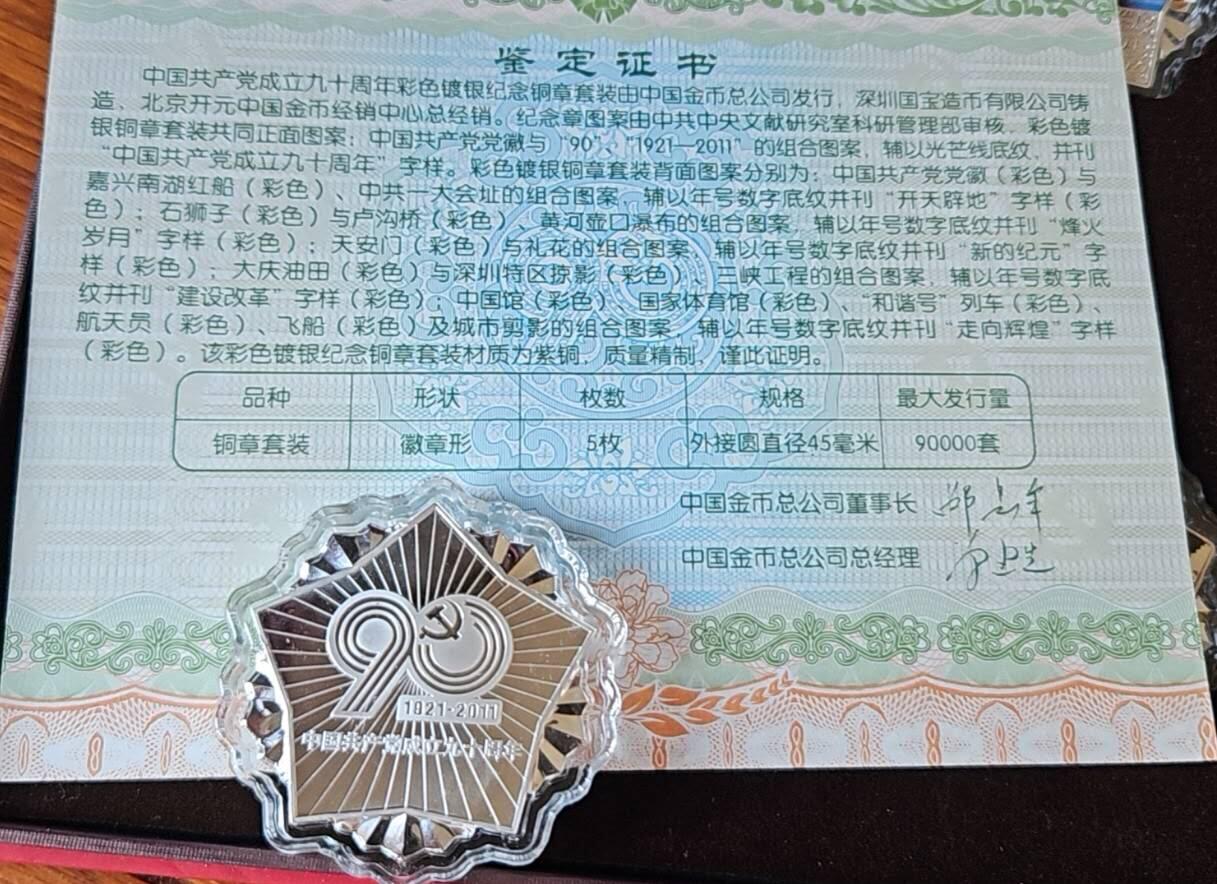 鉴定证书
中国共产党成立九十周年彩色镀银纪念铜章套装由中国金币总公司发行，深圳国宝造币有限公司铸
造、北京开元中国金币经销中心总经销。纪念章图案由中共中央文献研究室科研管理部审核，彩色镀
银铜章套装共同正面图案：中国共产党党徽与“90”、“1921—2011”的组合图案，辅以光芒线底纹，并刊
“中国共产党成立九十周年”字样。彩色镀银铜章套装背面图案分别为：中国共产党党徽（彩色）与
嘉兴南湖红船（彩色）、中共一大会址的组合图案，辅以年号数字底纹并刊“开天辟地”字样（彩
色）；石狮子（彩色）与卢沟桥（彩色）、黄河壶口瀑布的组合图案，辅以年号数字底纹并刊“烽火
岁月”字样（彩色）；天安门（彩色）与礼花的组合图案，辅以年号数字底纹并刊“新的纪元”字
样（彩色）；大庆油田（彩色）与深圳特区掠影（彩色）、三峡工程的组合图案，辅以年号数字底
纹并刊“建设改革”字样（彩色）；中国馆（彩色）、国家体育馆（彩色）、“和谐号”列车（彩色）、
航天员（彩色）、飞船（彩色）及城市剪影的组合图案，辅以年号数字底纹并刊“走向辉煌”字样
（彩色）。该彩色镀银纪念铜章套装材质为紫铜，质量精制，谨此证明。
品种 形状 枚数 规格 最大发行量
铜章套装 徽章形 5枚 外接圆直径45毫米 90000套
中国金币总公司董事长
中国金币总公司总经理
90
1921-2011
中国共产党成立九十周年